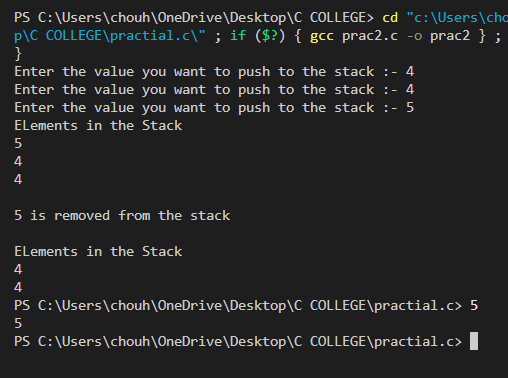 PS C:\Users\chouh\OneDrive\Desktop\C COLLEGE> cd "c:\Users\cho
p\C COLLEGE\practial.c\" ; if ($?) { gcc prac2.c -o prac2 } ;
}
Enter the value you want to push to the stack :- 4
Enter the value you want to push to the stack :- 4
Enter the value you want to push to the stack :- 5
ELements in the Stack
5
4
4
5 is removed from the stack
ELements in the Stack
4
4
PS C:\Users\chouh\OneDrive\Desktop\C COLLEGE\practial.c> 5
5
PS C:\Users\chouh\OneDrive\Desktop\C COLLEGE\practial.c>